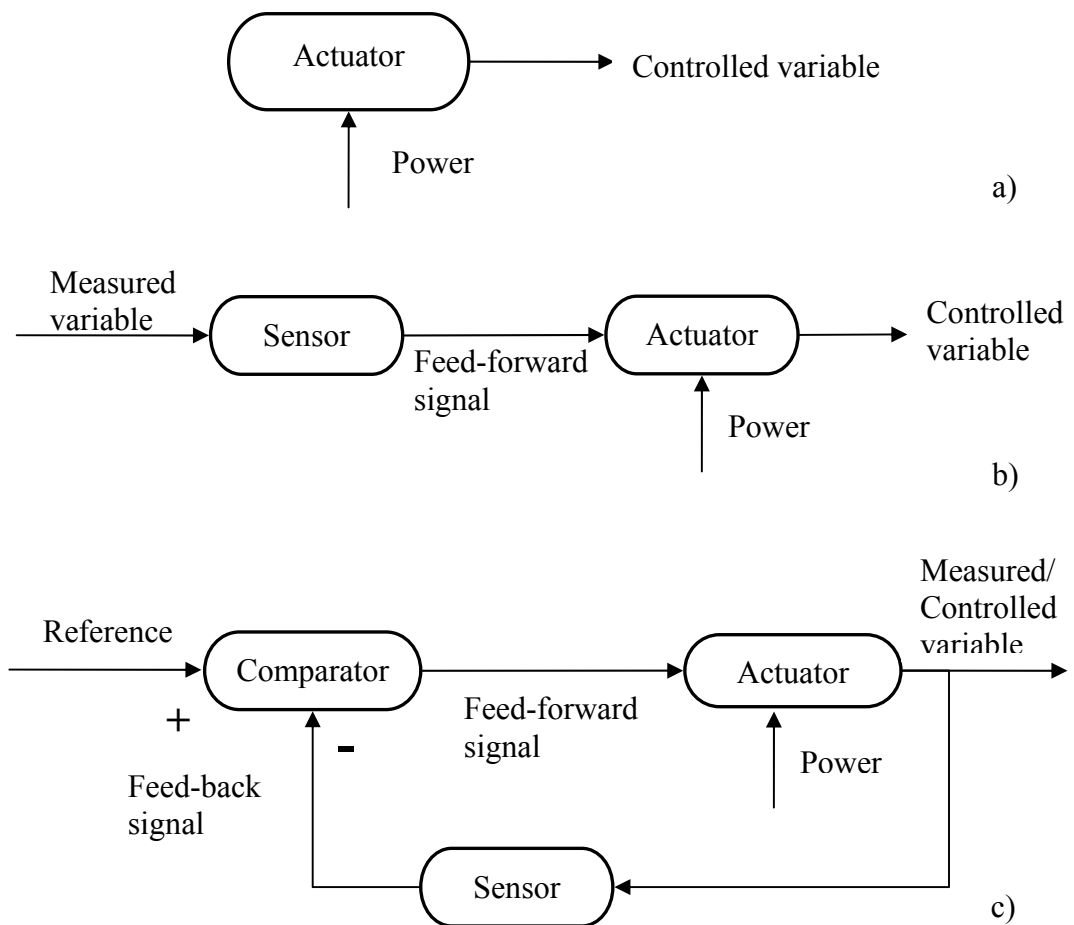 Actuator
Controlled variable
Power
a)
Measured
variable
Sensor
Feed-forward
signal
Actuator
Controlled
variable
Power
b)
Measured/
Controlled
variable
Reference
Comparator
Actuator
+
-
Feed-forward
signal
Power
Feed-back
signal
Sensor
c)